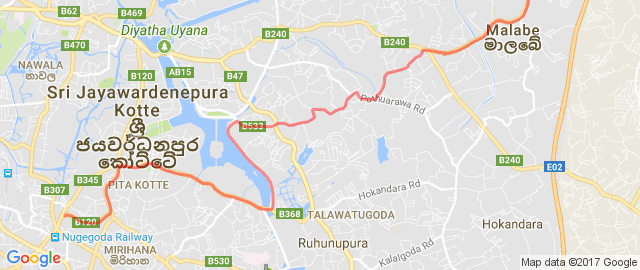 B62
B240
Malabe
මාලබේ
Diyatha Uyana
B470
B240
NAWALA
නාවල
B120
AB15
B47
Sri Jayawardenepura
Kotte
ශ්‍රී
ජයවර්ධනපුර
කෝට්ටේ
Pothuarawa Rd
B533
B240
E02
B345
B307
PITA KOTTE
Hokandara Rd
B120
B368
TALAWATUGODA
Hokandara
Nugegoda Railway
MIRIHANA
මිරිහාන
B530
Ruhunupura
Kalalgoda Rd
Google
Map data ©2017 Google